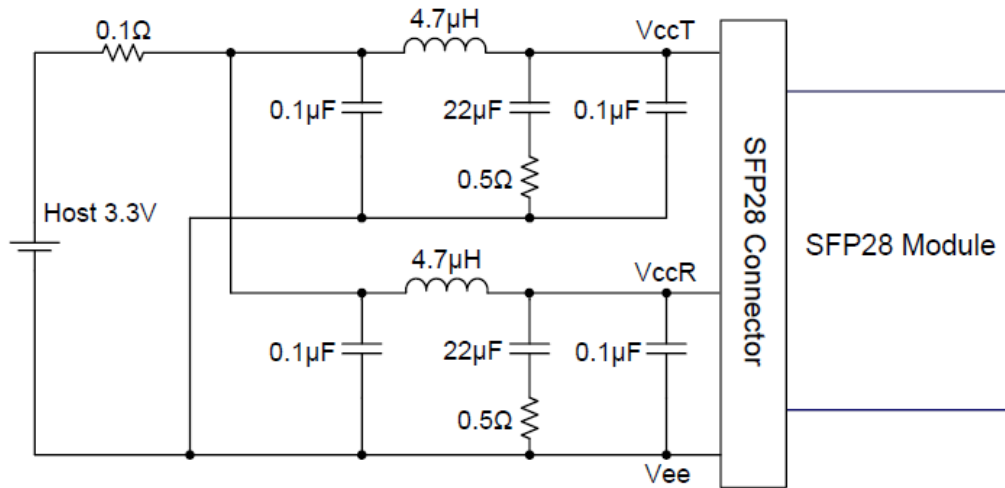 0.1Ω
4.7µH
VccT
0.1µF
22µF
0.1µF
0.5Ω
Host 3.3V
SFP28 Connector
SFP28 Module
4.7µH
VccR
0.1µF
22µF
0.1µF
0.5Ω
Vee